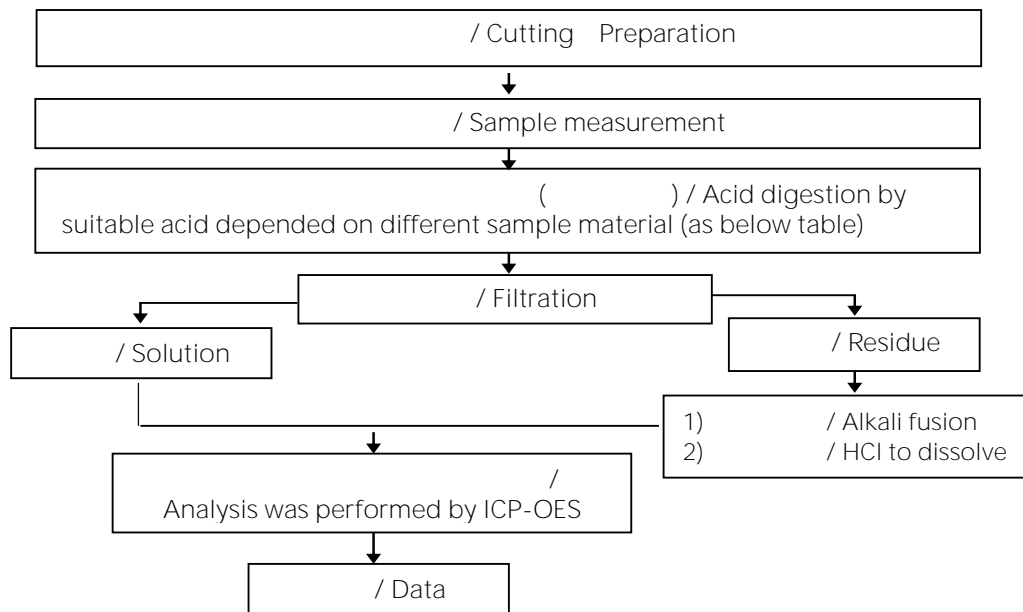 / Cutting Preparation
/ Sample measurement
( ) / Acid digestion by
suitable acid depended on different sample material (as below table)
/ Filtration
/ Solution
/ Residue
1) / Alkali fusion
2) / HCl to dissolve
/
Analysis was performed by ICP-OES
/ Data